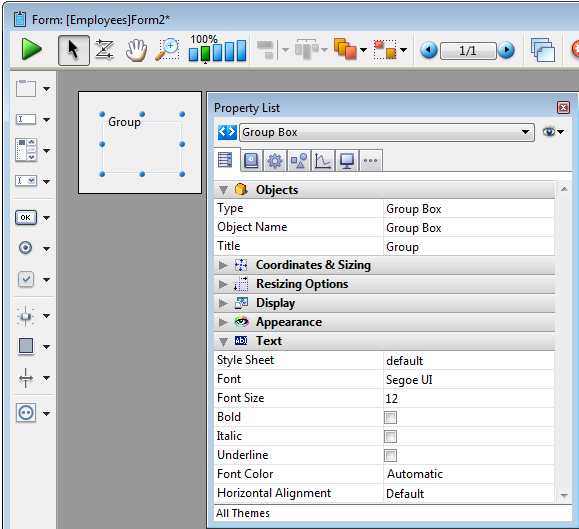 Form: [Employees]Form2*
100%
1/1
Group
Property List
Group Box
Objects
Type Group Box
Object Name Group Box
Title Group
Coordinates & Sizing
Resizing Options
Display
Appearance
Text
Style Sheet default
Font Segoe UI
Font Size 12
Bold
Italic
Underline
Font Color Automatic
Horizontal Alignment Default
All Themes
OK